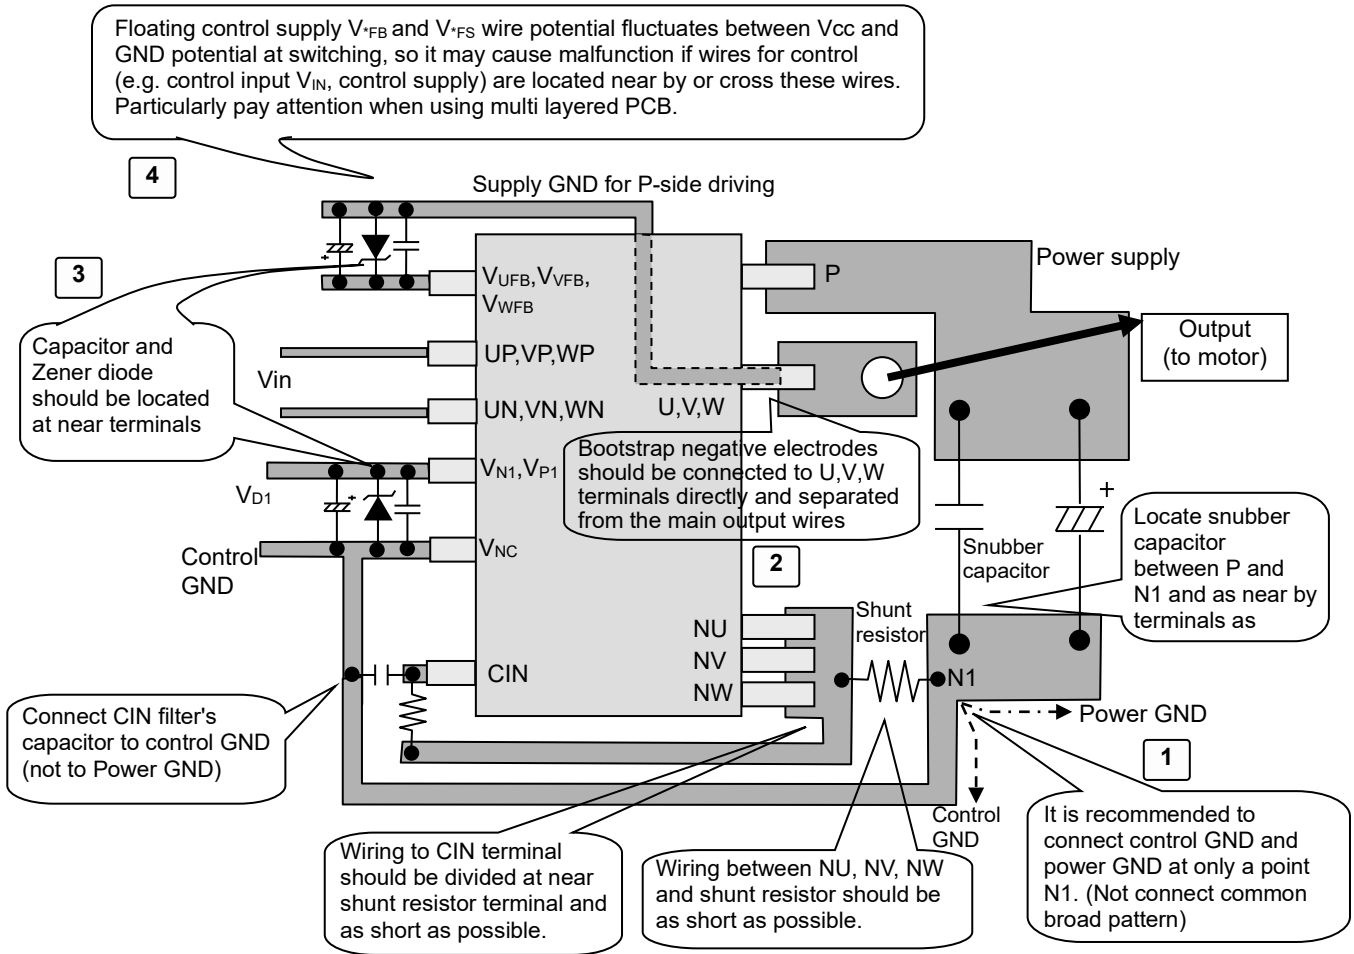 Floating control supply V*FB and V*FS wire potential fluctuates between Vcc and
GND potential at switching, so it may cause malfunction if wires for control
(e.g. control input VIN, control supply) are located near by or cross these wires.
Particularly pay attention when using multi layered PCB.
4
Supply GND for P-side driving
3
VUFB,VVFB,
VWFB
P
Power supply
Capacitor and
Zener diode
should be located
at near terminals
Vin
UP,VP,WP
Output
(to motor)
UN,VN,WN
U,V,W
Bootstrap negative electrodes
should be connected to U,V,W
terminals directly and separated
from the main output wires
VN1,VP1
VD1
+
+
+
Locate snubber
capacitor
between P and
N1 and as near by
terminals as
Snubber
capacitor
Control
GND
VNC
2
Shunt
resistor
NU
NV
NW
CIN
N1
Connect CIN filter's
capacitor to control GND
(not to Power GND)
Power GND
1
Control
GND
It is recommended to
connect control GND and
power GND at only a point
N1. (Not connect common
broad pattern)
Wiring to CIN terminal
should be divided at near
shunt resistor terminal and
as short as possible.
Wiring between NU, NV, NW
and shunt resistor should be
as short as possible.